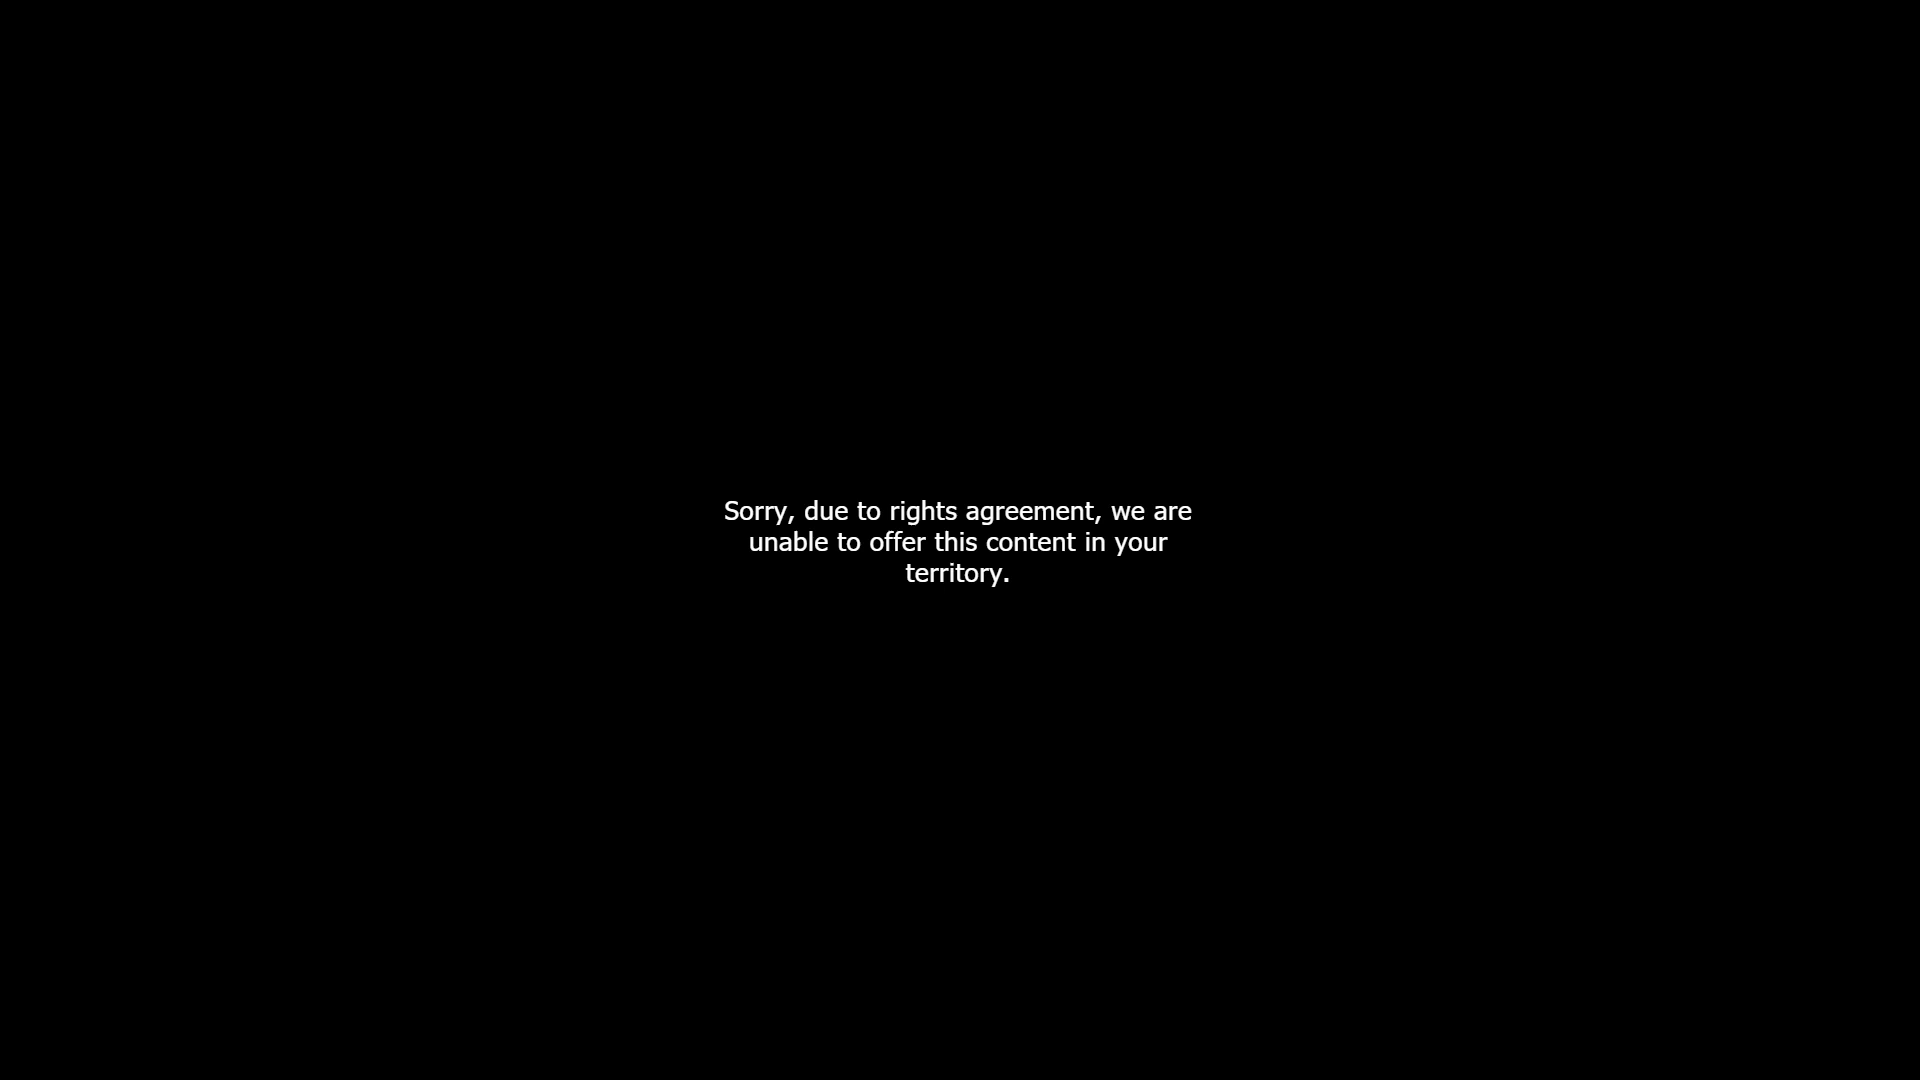 Sorry, due to rights agreement, we are
unable to offer this content in your
territory.